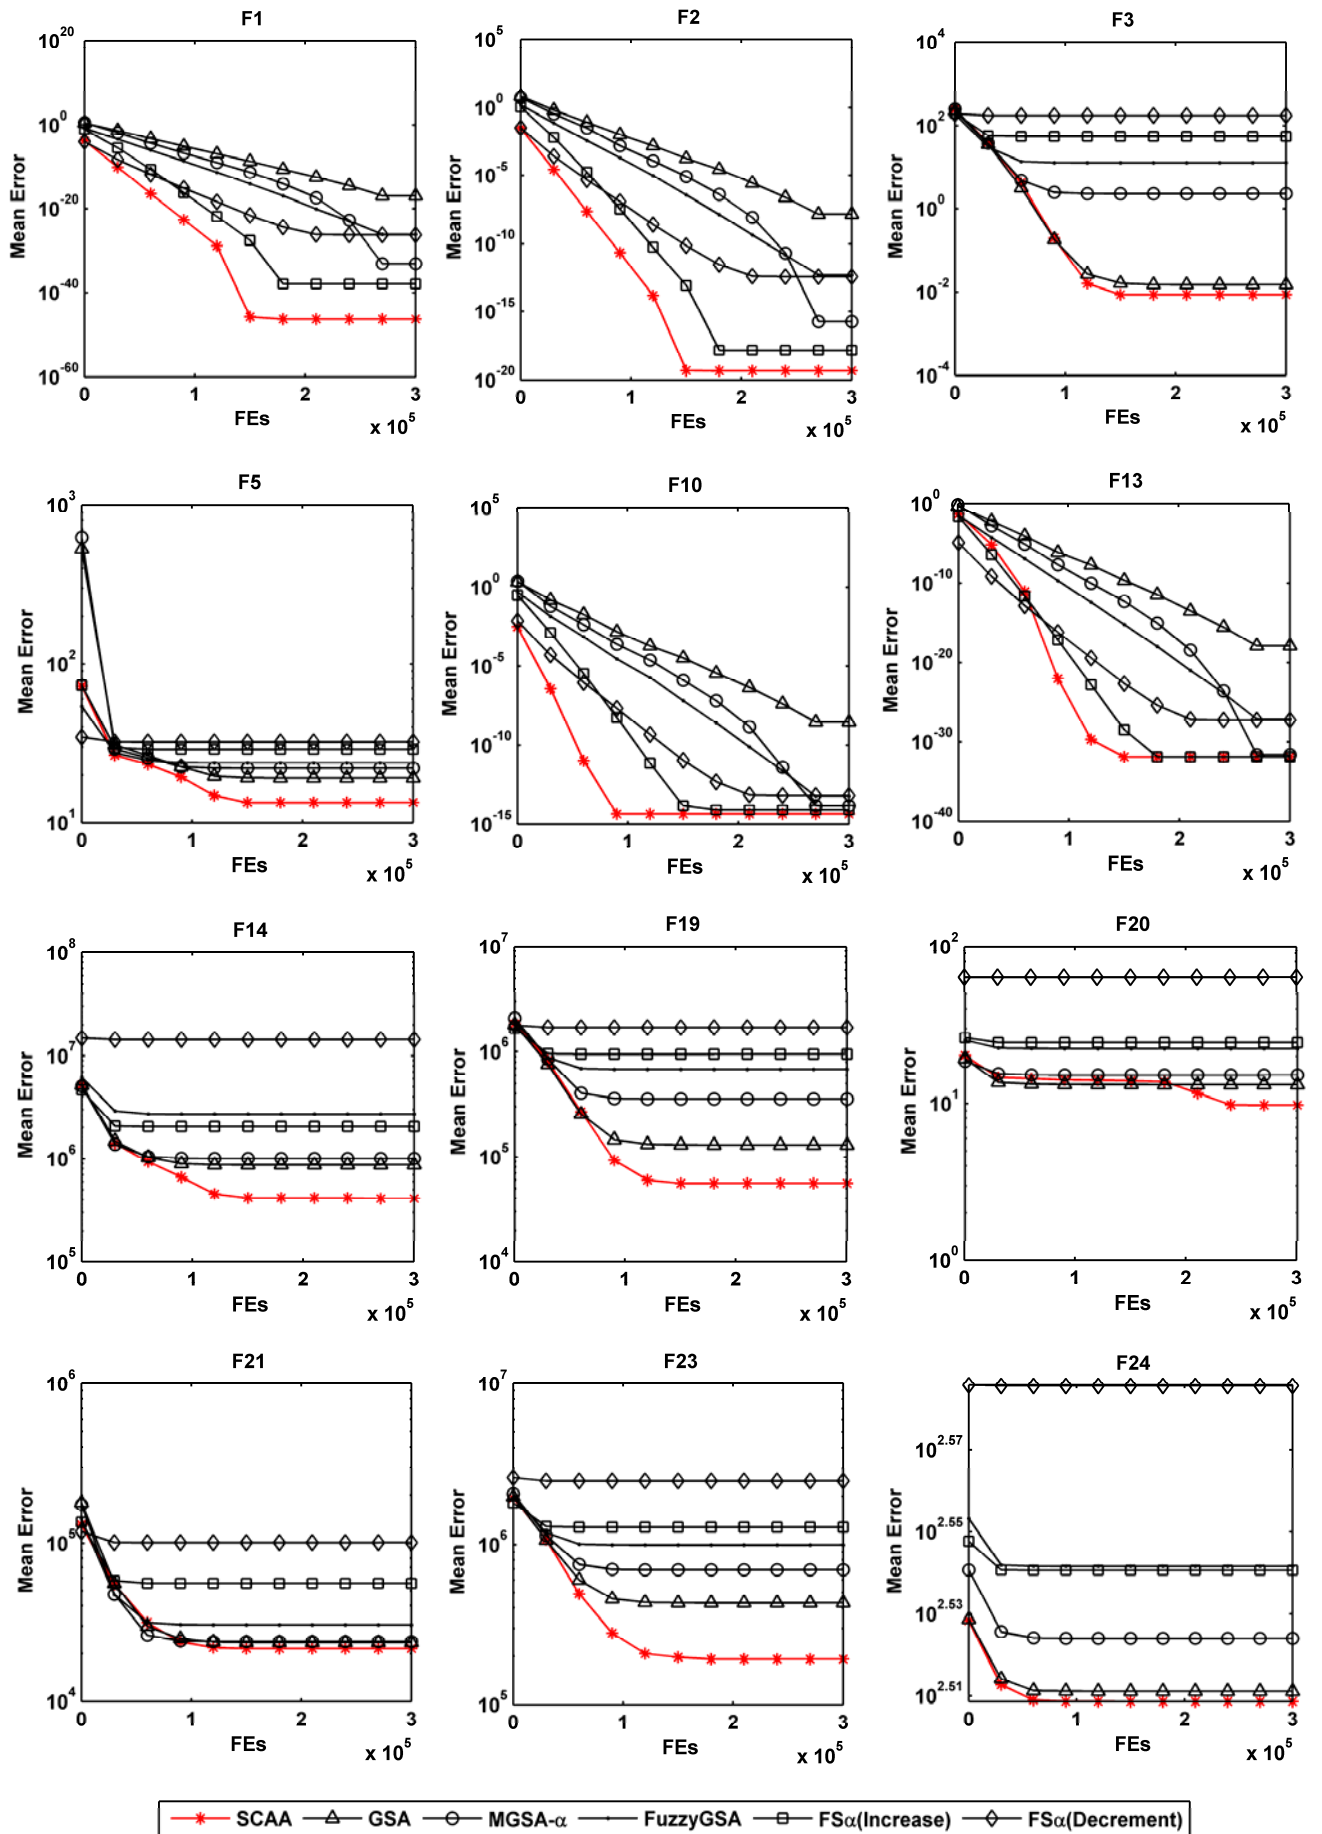 F1
F2
F3
10^20
10^0
10^-20
10^-40
10^-60
Mean Error
0 1 2 3
FEs
x 10^5
10^5
10^0
10^-5
10^-10
10^-15
10^-20
Mean Error
0 1 2 3
FEs
x 10^5
10^4
10^2
10^0
10^-2
10^-4
Mean Error
0 1 2 3
FEs
x 10^5
F5
F10
F13
10^3
10^2
10^1
Mean Error
0 1 2 3
FEs
x 10^5
10^5
10^0
10^-5
10^-10
10^-15
Mean Error
0 1 2 3
FEs
x 10^5
10^0
10^-10
10^-20
10^-30
10^-40
Mean Error
0 1 2 3
FEs
x 10^5
F14
F19
F20
10^8
10^7
10^6
10^5
Mean Error
0 1 2 3
FEs
x 10^5
10^7
10^6
10^5
10^4
Mean Error
0 1 2 3
FEs
x 10^5
10^2
10^1
10^0
Mean Error
0 1 2 3
FEs
x 10^5
F21
F23
F24
10^6
10^5
10^4
Mean Error
0 1 2 3
FEs
x 10^5
10^7
10^6
10^5
Mean Error
0 1 2 3
FEs
x 10^5
10^2.57
10^2.55
10^2.53
10^2.51
Mean Error
0 1 2 3
FEs
x 10^5
SCAA GSA MGSA-α FuzzyGSA FSα(Increase) FSα(Decrement)